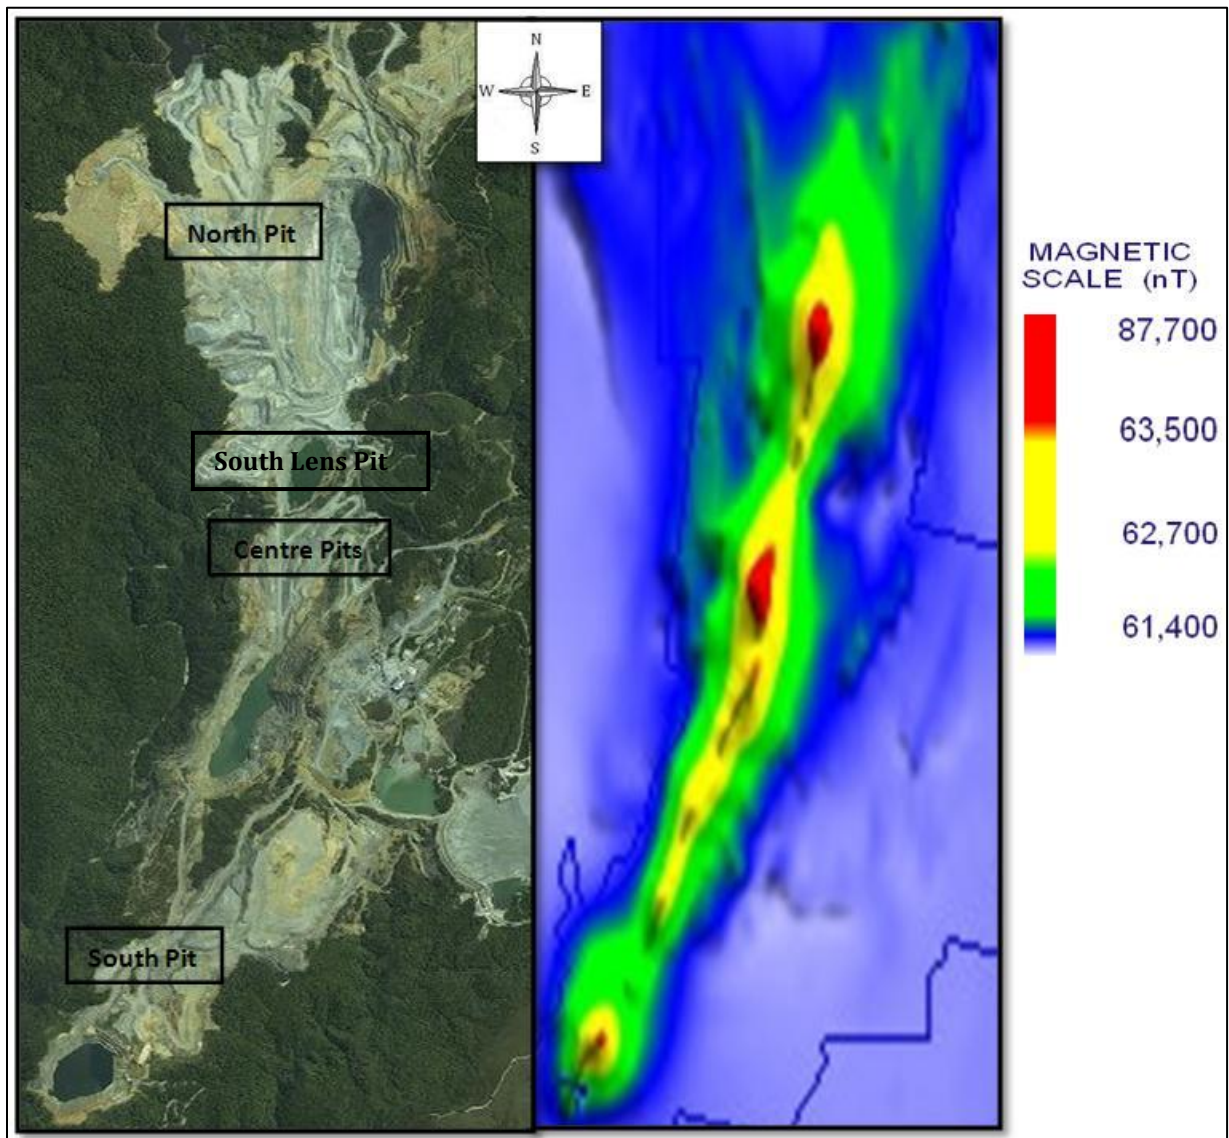 N
W E
S
North Pit
South Lens Pit
Centre Pits
South Pit
MAGNETIC
SCALE (nT)
87,700
63,500
62,700
61,400